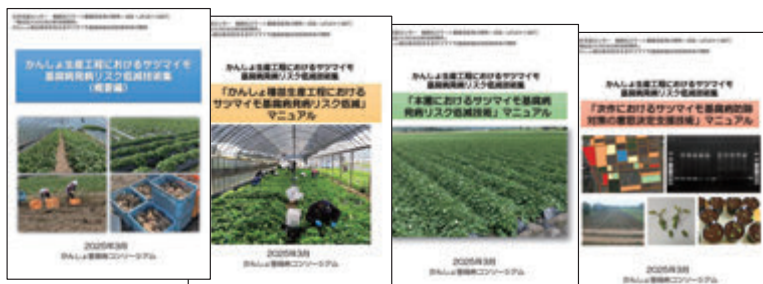 かんしょ生産工程におけるサツマイモ
基腐病発病リスク低減技術集
(概要編)
2025年3月
かんしょ基腐病コンソーシアム
かんしょ生産工程におけるサツマイモ
基腐病発病リスク低減技術集
「かんしょ種苗生産工程における
サツマイモ基腐病発病リスク低減」
マニュアル
2025年3月
かんしょ基腐病コンソーシアム
かんしょ生産工程におけるサツマイモ
基腐病発病リスク低減技術集
「本圃におけるサツマイモ基腐病
発病リスク低減技術」マニュアル
2025年3月
かんしょ基腐病コンソーシアム
かんしょ生産工程におけるサツマイモ
基腐病発病リスク低減技術集
「次作におけるサツマイモ基腐病防除
対策の意思決定支援技術」マニュアル
2025年3月
かんしょ基腐病コンソーシアム